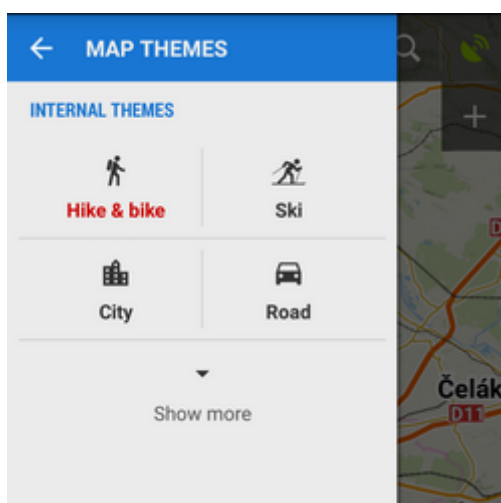 MAP THEMES
INTERNAL THEMES
Hike & bike
Ski
City
Road
Show more
Čelák
D11